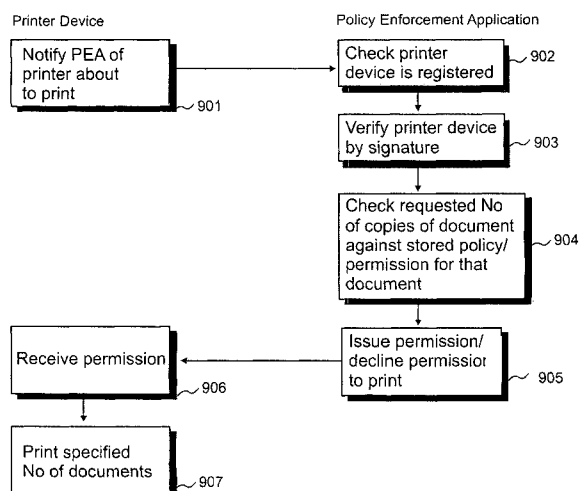 Printer Device
Policy Enforcement Application
Notify PEA of
printer about
to print
901
Check printer
device is registered
902
Verify printer device
by signature
903
Check requested No
of copies of document
against stored policy/
permission for that
document
904
Issue permission/
decline permission
to print
905
Receive permission
906
Print specified
No of documents
907